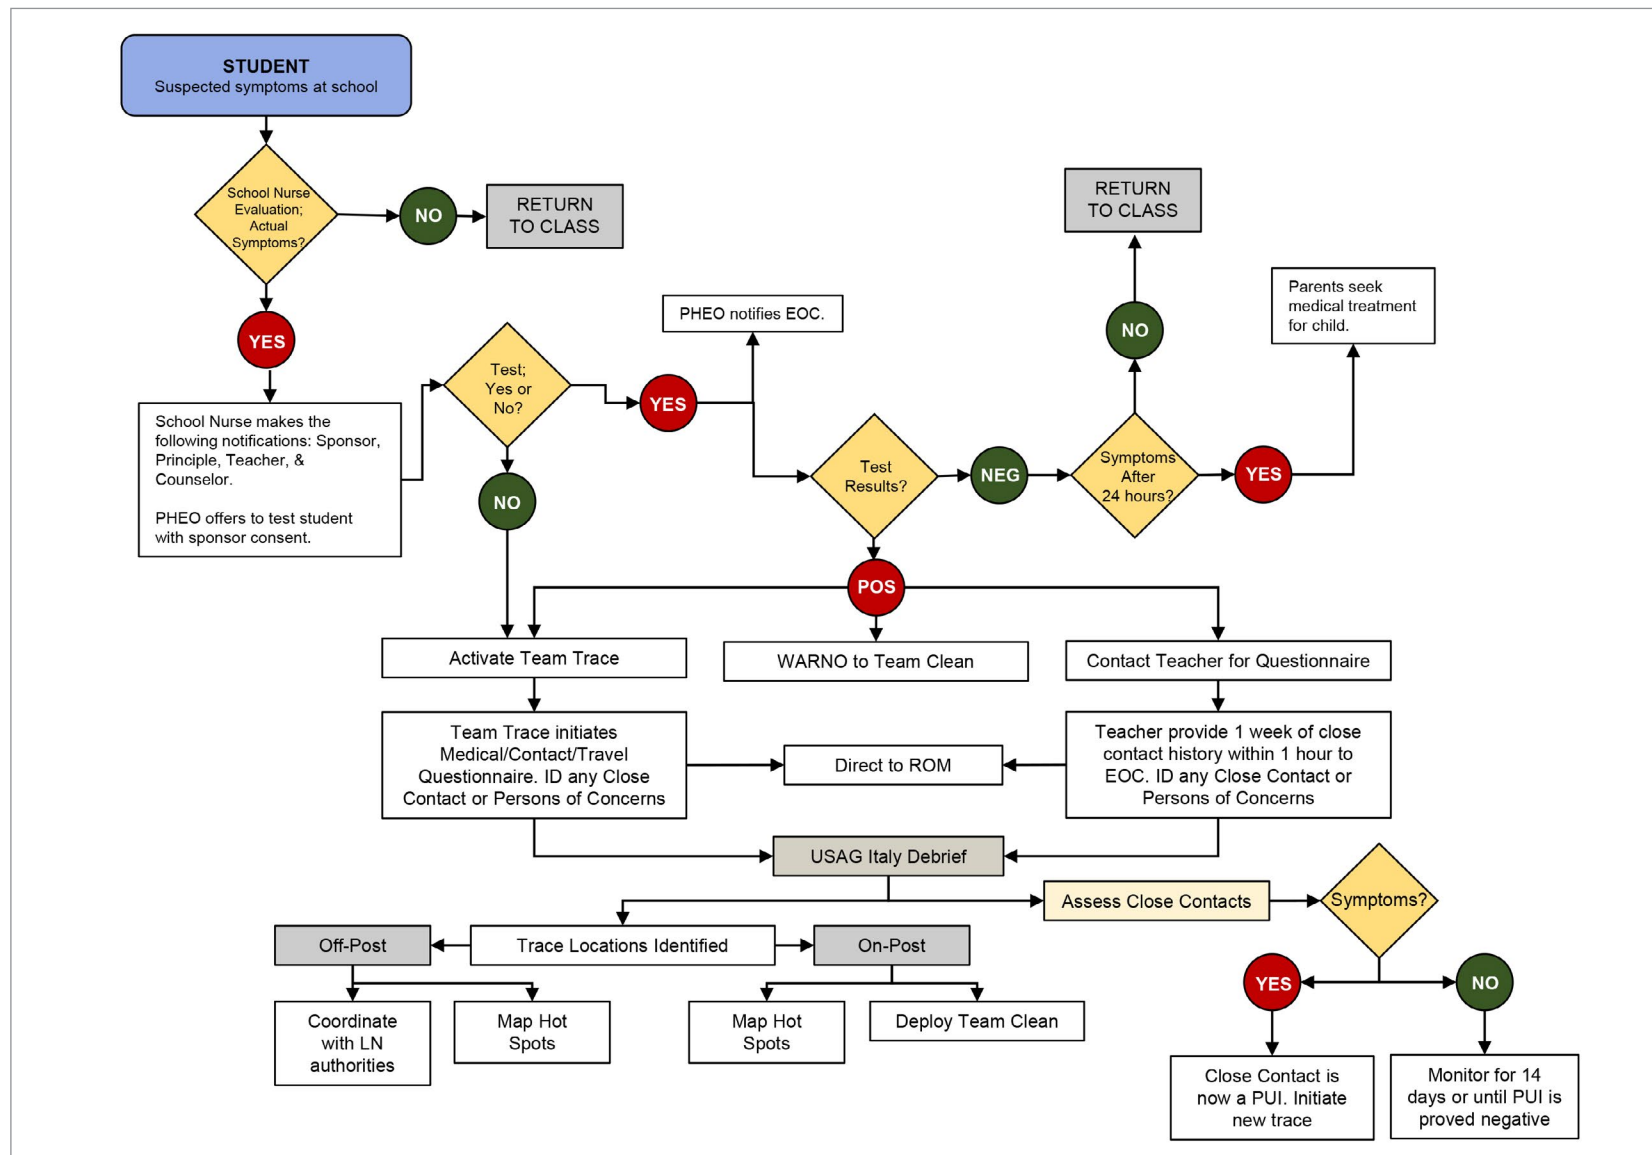 STUDENT
Suspected symptoms at school
School Nurse
Evaluation;
Actual
Symptoms?
NO
RETURN
TO CLASS
YES
School Nurse makes the
following notifications: Sponsor,
Principle, Teacher, &
Counselor.
PHEO offers to test student
with sponsor consent.
Test;
Yes or
No?
NO
YES
PHEO notifies EOC.
Test
Results?
NEG
Symptoms
After
24 hours?
NO
RETURN
TO CLASS
YES
Parents seek
medical treatment
for child.
POS
Activate Team Trace
WARNO to Team Clean
Contact Teacher for Questionnaire
Team Trace initiates
Medical/Contact/Travel
Questionnaire. ID any Close
Contact or Persons of Concerns
Direct to ROM
Teacher provide 1 week of close
contact history within 1 hour to
EOC. ID any Close Contact or
Persons of Concerns
USAG Italy Debrief
Assess Close Contacts
Symptoms?
Off-Post
Trace Locations Identified
On-Post
YES
NO
Coordinate
with LN
authorities
Map Hot
Spots
Map Hot
Spots
Deploy Team Clean
Close Contact is
now a PUI. Initiate
new trace
Monitor for 14
days or until PUI is
proved negative